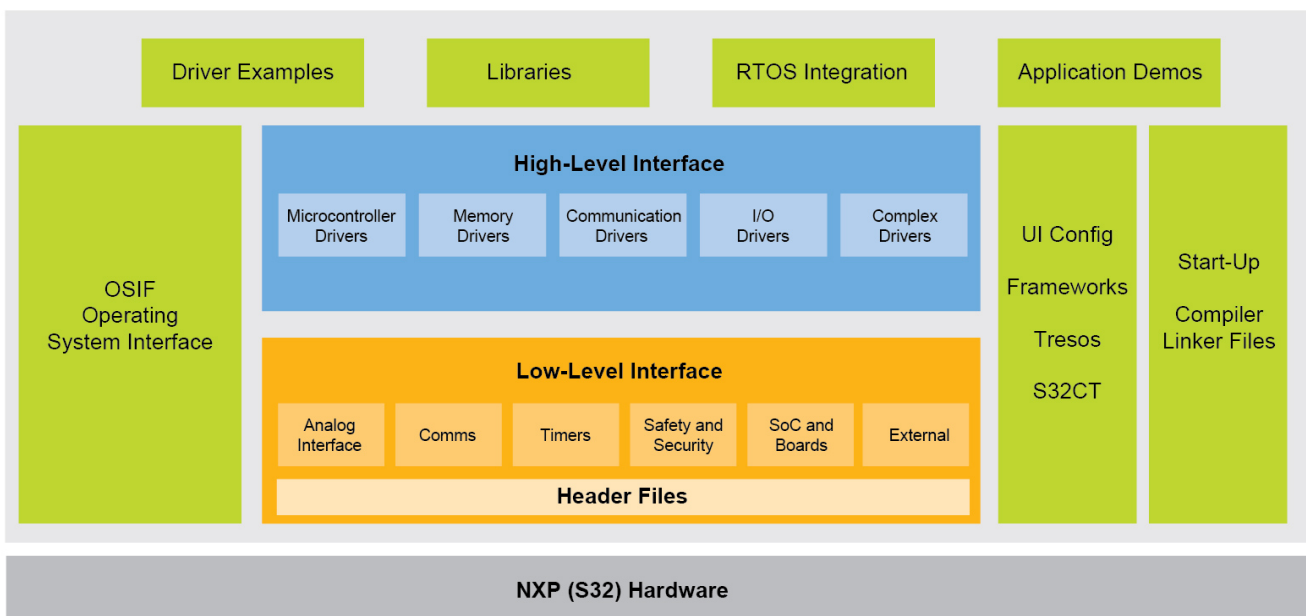 Driver Examples
Libraries
RTOS Integration
Application Demos
OSIF
Operating
System Interface
High-Level Interface
Microcontroller
Drivers
Memory
Drivers
Communication
Drivers
I/O
Drivers
Complex
Drivers
Low-Level Interface
Analog
Interface
Comms
Timers
Safety and
Security
SoC and
Boards
External
Header Files
UI Config
Frameworks
Tresos
S32CT
Start-Up
Compiler
Linker Files
NXP (S32) Hardware